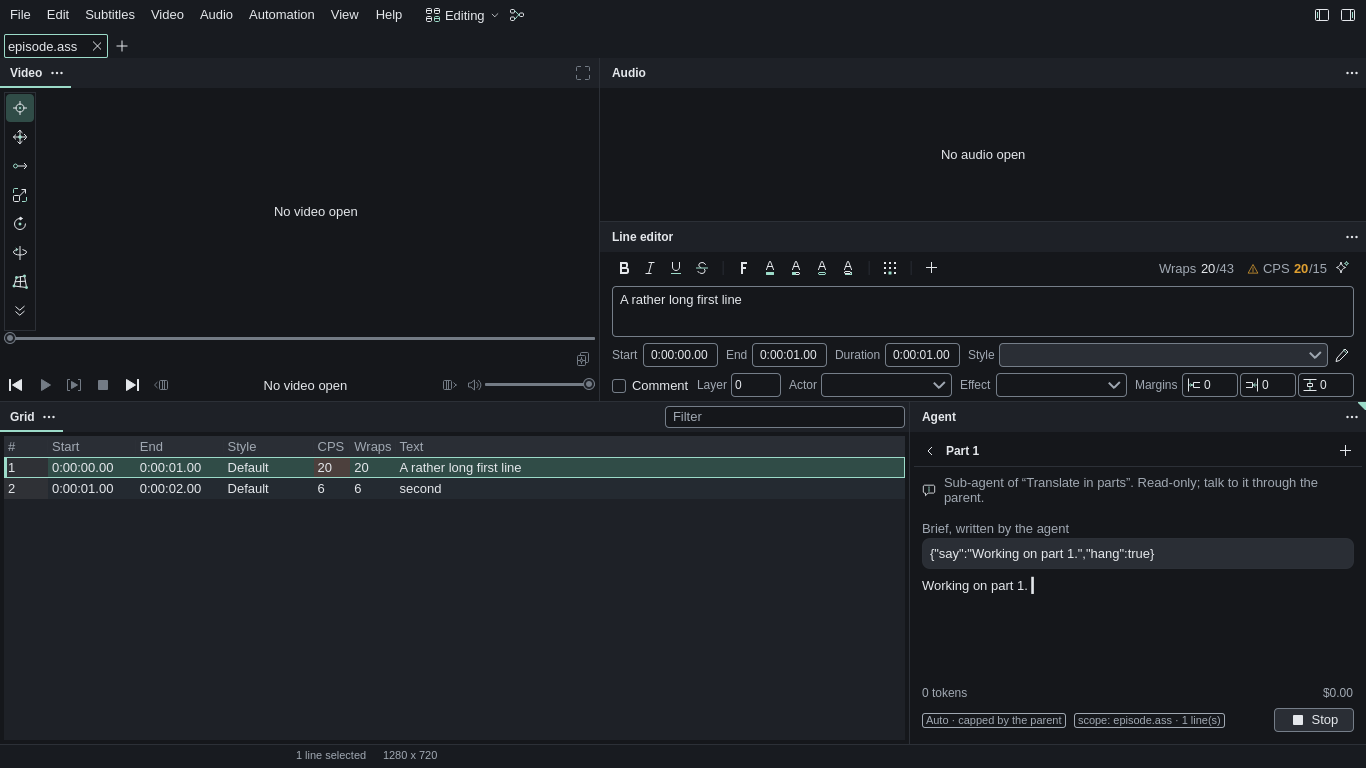 File Edit Subtitles Video Audio Automation View Help Editing
episode.ass
Video
Audio
No video open
No audio open
Line editor
Wraps 20/43 CPS 20/15
A rather long first line
Start 0:00:00.00 End 0:00:01.00 Duration 0:00:01.00 Style
No video open
Comment Layer 0 Actor Effect Margins 0 0 0
Grid
Filter
# Start End Style CPS Wraps Text
1 0:00:00.00 0:00:01.00 Default 20 20 A rather long first line
2 0:00:01.00 0:00:02.00 Default 6 6 second
Agent
Part 1
Sub-agent of “Translate in parts”. Read-only; talk to it through the
parent.
Brief, written by the agent
{"say":"Working on part 1.","hang":true}
Working on part 1.
0 tokens $0.00
Auto · capped by the parent scope: episode.ass · 1 line(s) Stop
1 line selected 1280 x 720